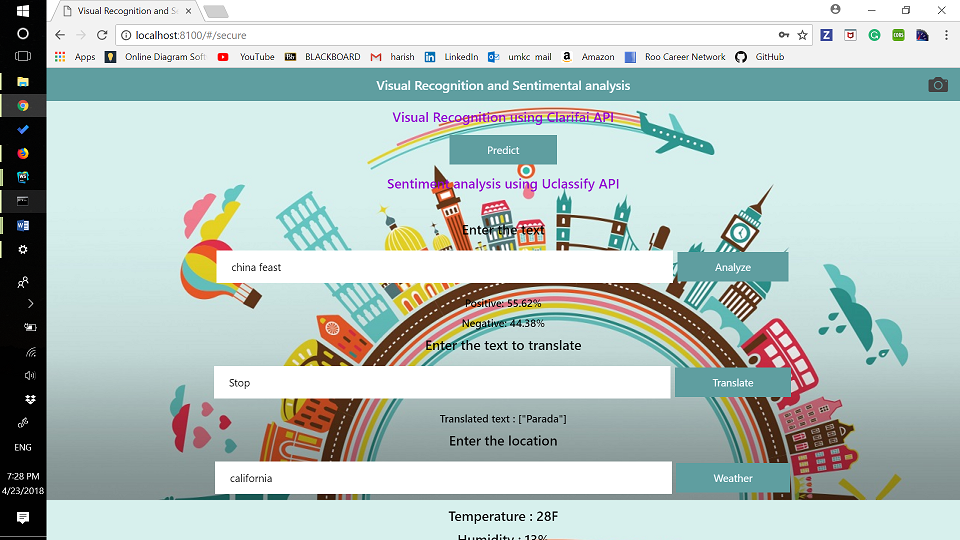 Visual Recognition and Se
localhost:8100/#/secure
Apps
Online Diagram Soft
YouTube
Bb
BLACKBOARD
harish
LinkedIn
umkc mail
Amazon
Roo Career Network
GitHub
Visual Recognition and Sentimental analysis
Visual Recognition using Clarifai API
Predict
Sentiment analysis using Uclassify API
Enter the text
china feast
Analyze
Positive: 55.62%
Negative: 44.38%
Enter the text to translate
Stop
Translate
Translated text : ["Parada"]
Enter the location
california
Weather
Temperature : 28F
Humidity : 13%
ENG
7:28 PM
4/23/2018